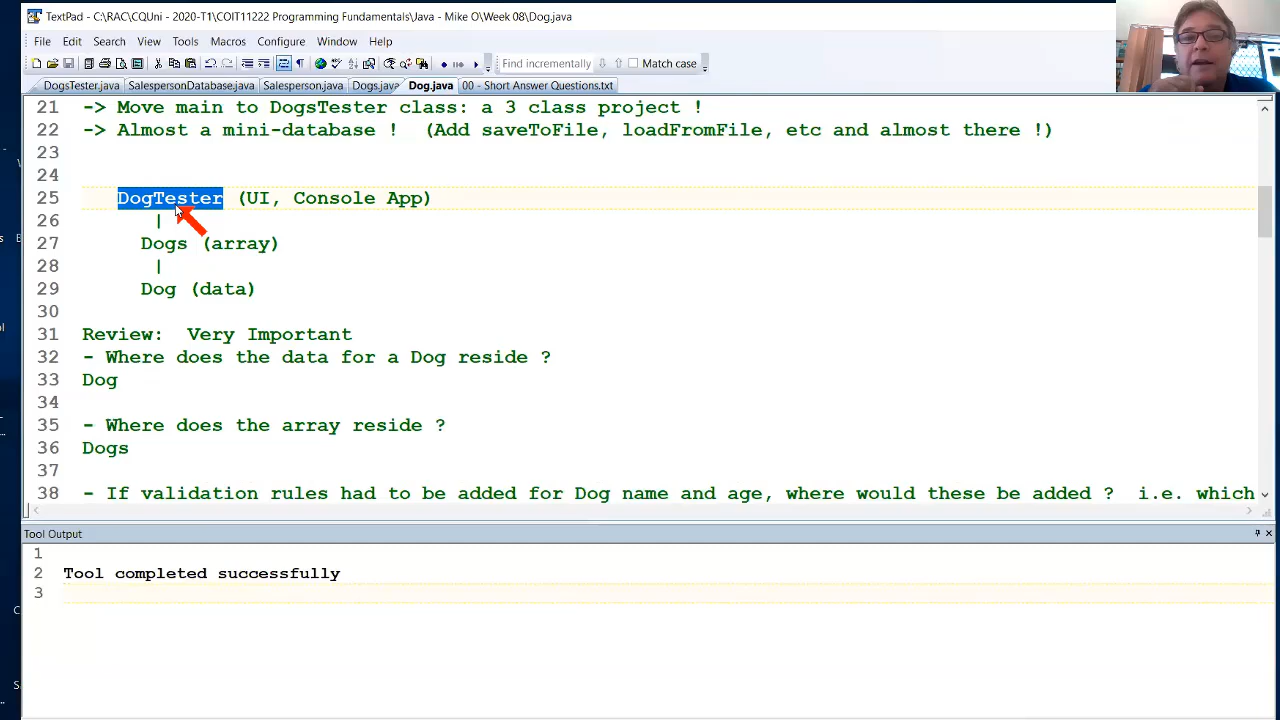 TextPad - C:\RAC\CQUni - 2020-T1\COIT11222 Programming Fundamentals\Java - Mike O\Week 08\Dog.java
File Edit Search View Tools Macros Configure Window Help
Find incrementally Match case
DogsTester.java SalespersonDatabase.java Salesperson.java Dogs.java Dog.java 00 - Short Answer Questions.txt
21 -> Move main to DogsTester class: a 3 class project !
22 -> Almost a mini-database ! (Add saveToFile, loadFromFile, etc and almost there !)
23
24
25 DogTester (UI, Console App)
26 |
27 Dogs (array)
28 |
29 Dog (data)
30
31 Review: Very Important
32 - Where does the data for a Dog reside ?
33 Dog
34
35 - Where does the array reside ?
36 Dogs
37
38 - If validation rules had to be added for Dog name and age, where would these be added ? i.e. which
Tool Output
1
2 Tool completed successfully
3